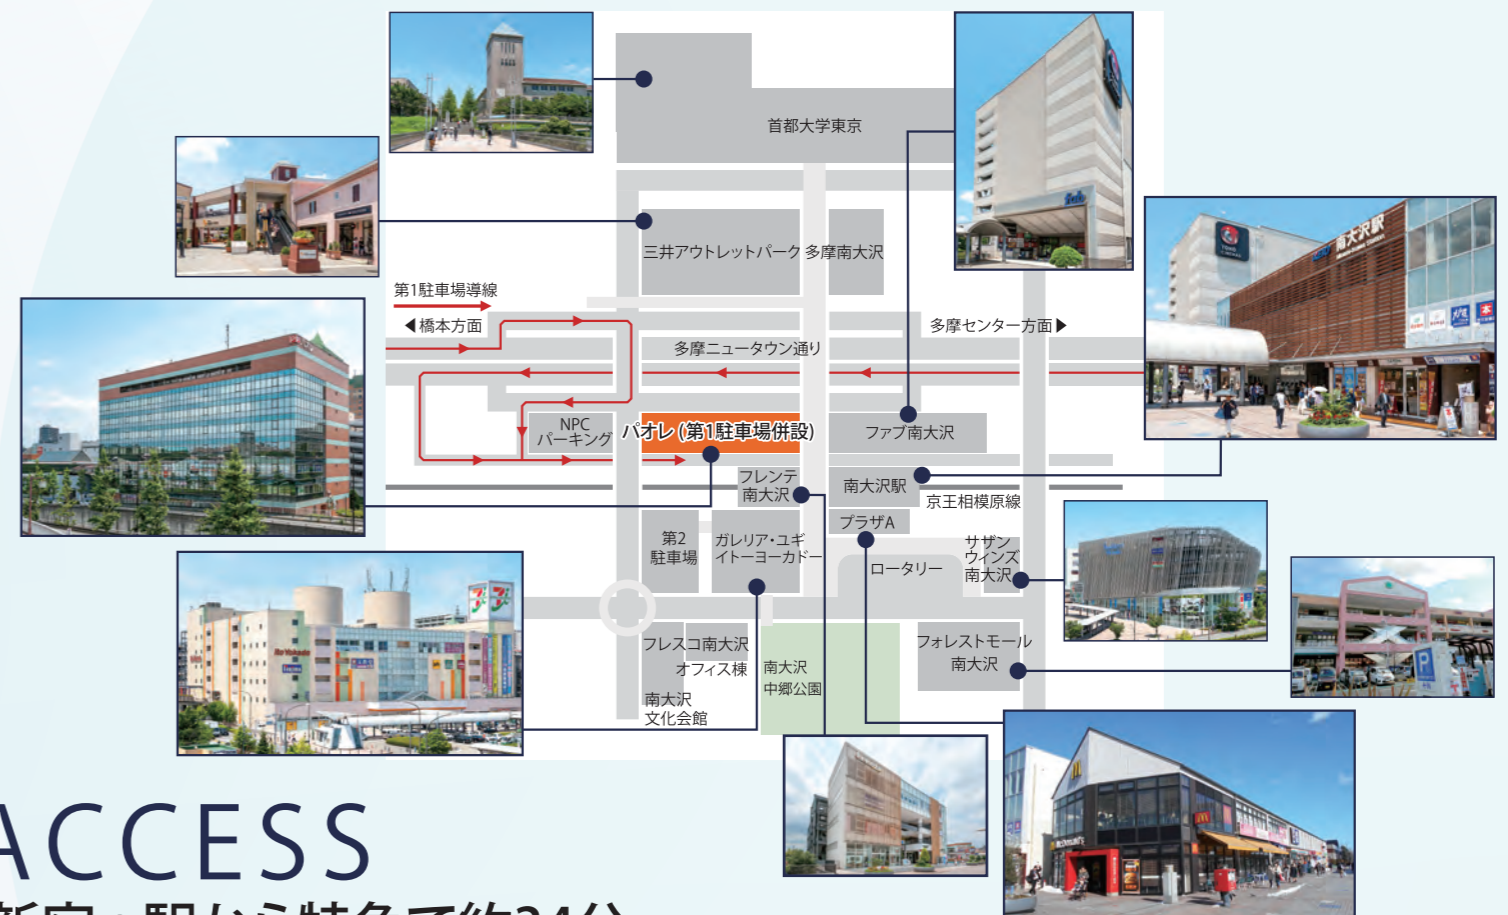 首都大学東京
三井アウトレットパーク 多摩南大沢
第1駐車場導線
◀橋本方面
多摩センター方面▶
多摩ニュータウン通り
NPC
パーキング
パオレ (第1駐車場併設)
ファブ南大沢
フレンテ
南大沢
南大沢駅
京王相模原線
プラザA
第2
駐車場
ガレリア・ユギ
イトーヨーカドー
ロータリー
サザン
ウィンズ
南大沢
フレスコ南大沢
オフィス棟
南大沢
文化会館
南大沢
中郷公園
フォレストモール
南大沢
fab
南大沢駅
本
Ito Yokado
P
McDonald's
ACCESS